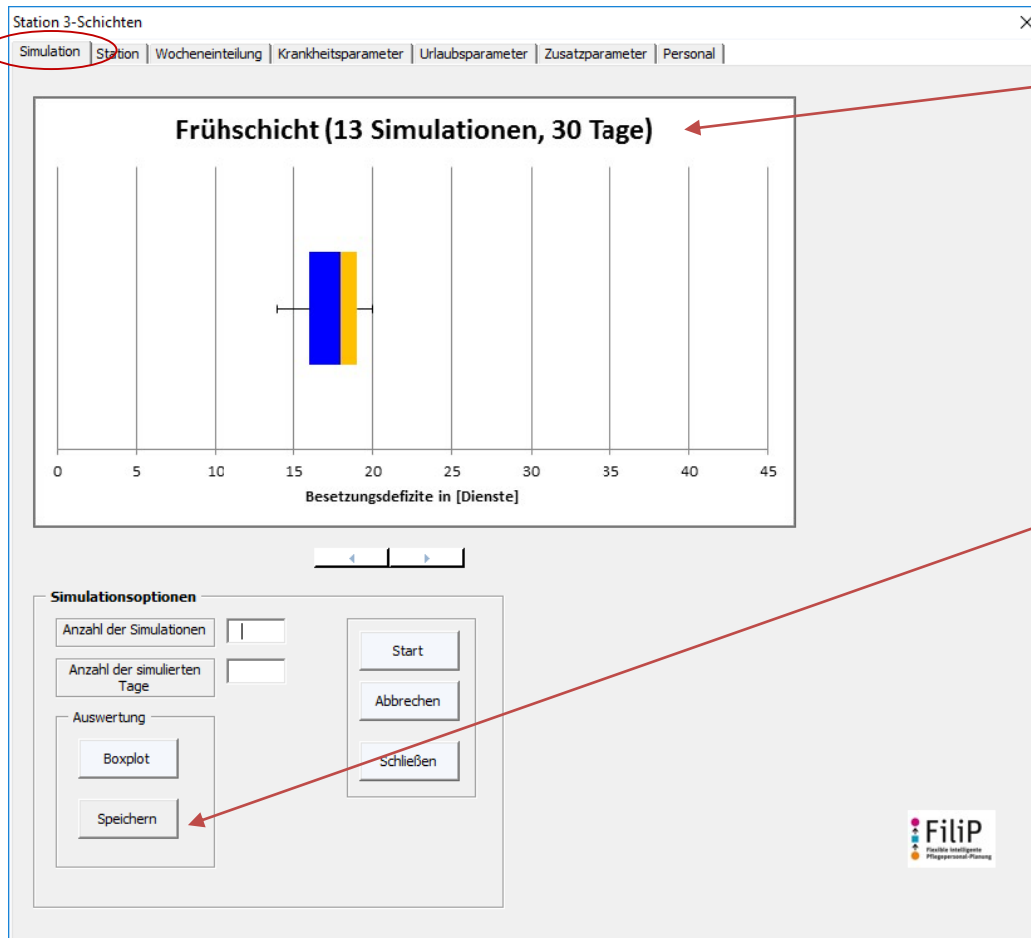 Station 3-Schichten
Simulation Station Wocheneinteilung Krankheitsparameter Urlaubsparameter Zusatzparameter Personal
Frühschicht (13 Simulationen, 30 Tage)
0 5 10 15 20 25 30 35 40 45
Besetzungsdefizite in [Dienste]
Simulationsoptionen
Anzahl der Simulationen
Anzahl der simulierten
Tage
Start
Abbrechen
Schließen
Auswertung
Boxplot
Speichern
FiliP
Flexible Intelligente
Pflegepersonal-Planung